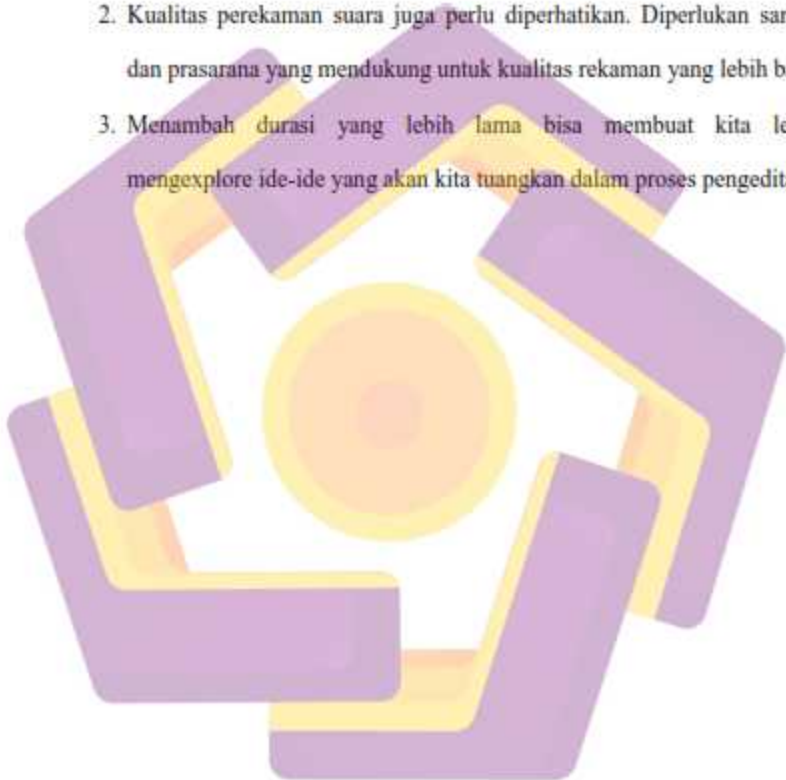 2. Kualitas perekaman suara juga perlu diperhatikan. Diperlukan
dan prasarana yang mendukung untuk kualitas rekaman yang lebih
3. Menambah durasi yang lebih lama bisa membuat kita
mengexplore ide-ide yang akan kita tuangkan dalam proses